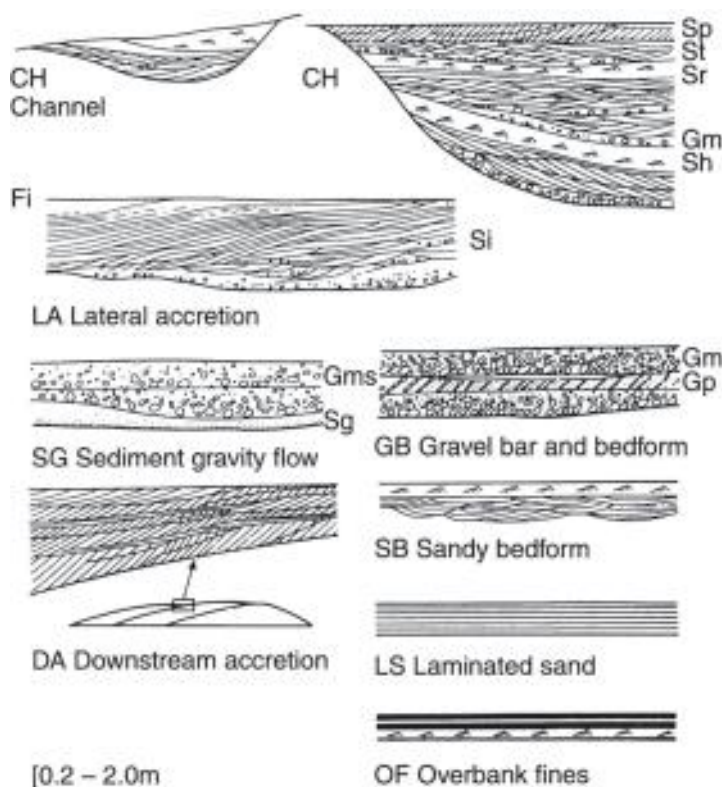 CH
Channel
CH
Sp
St
Sr
Gm
Sh
Fi
Si
LA Lateral accretion
Gms
Sg
SG Sediment gravity flow
Gm
Gp
GB Gravel bar and bedform
SB Sandy bedform
DA Downstream accretion
LS Laminated sand
OF Overbank fines
[0.2 – 2.0m